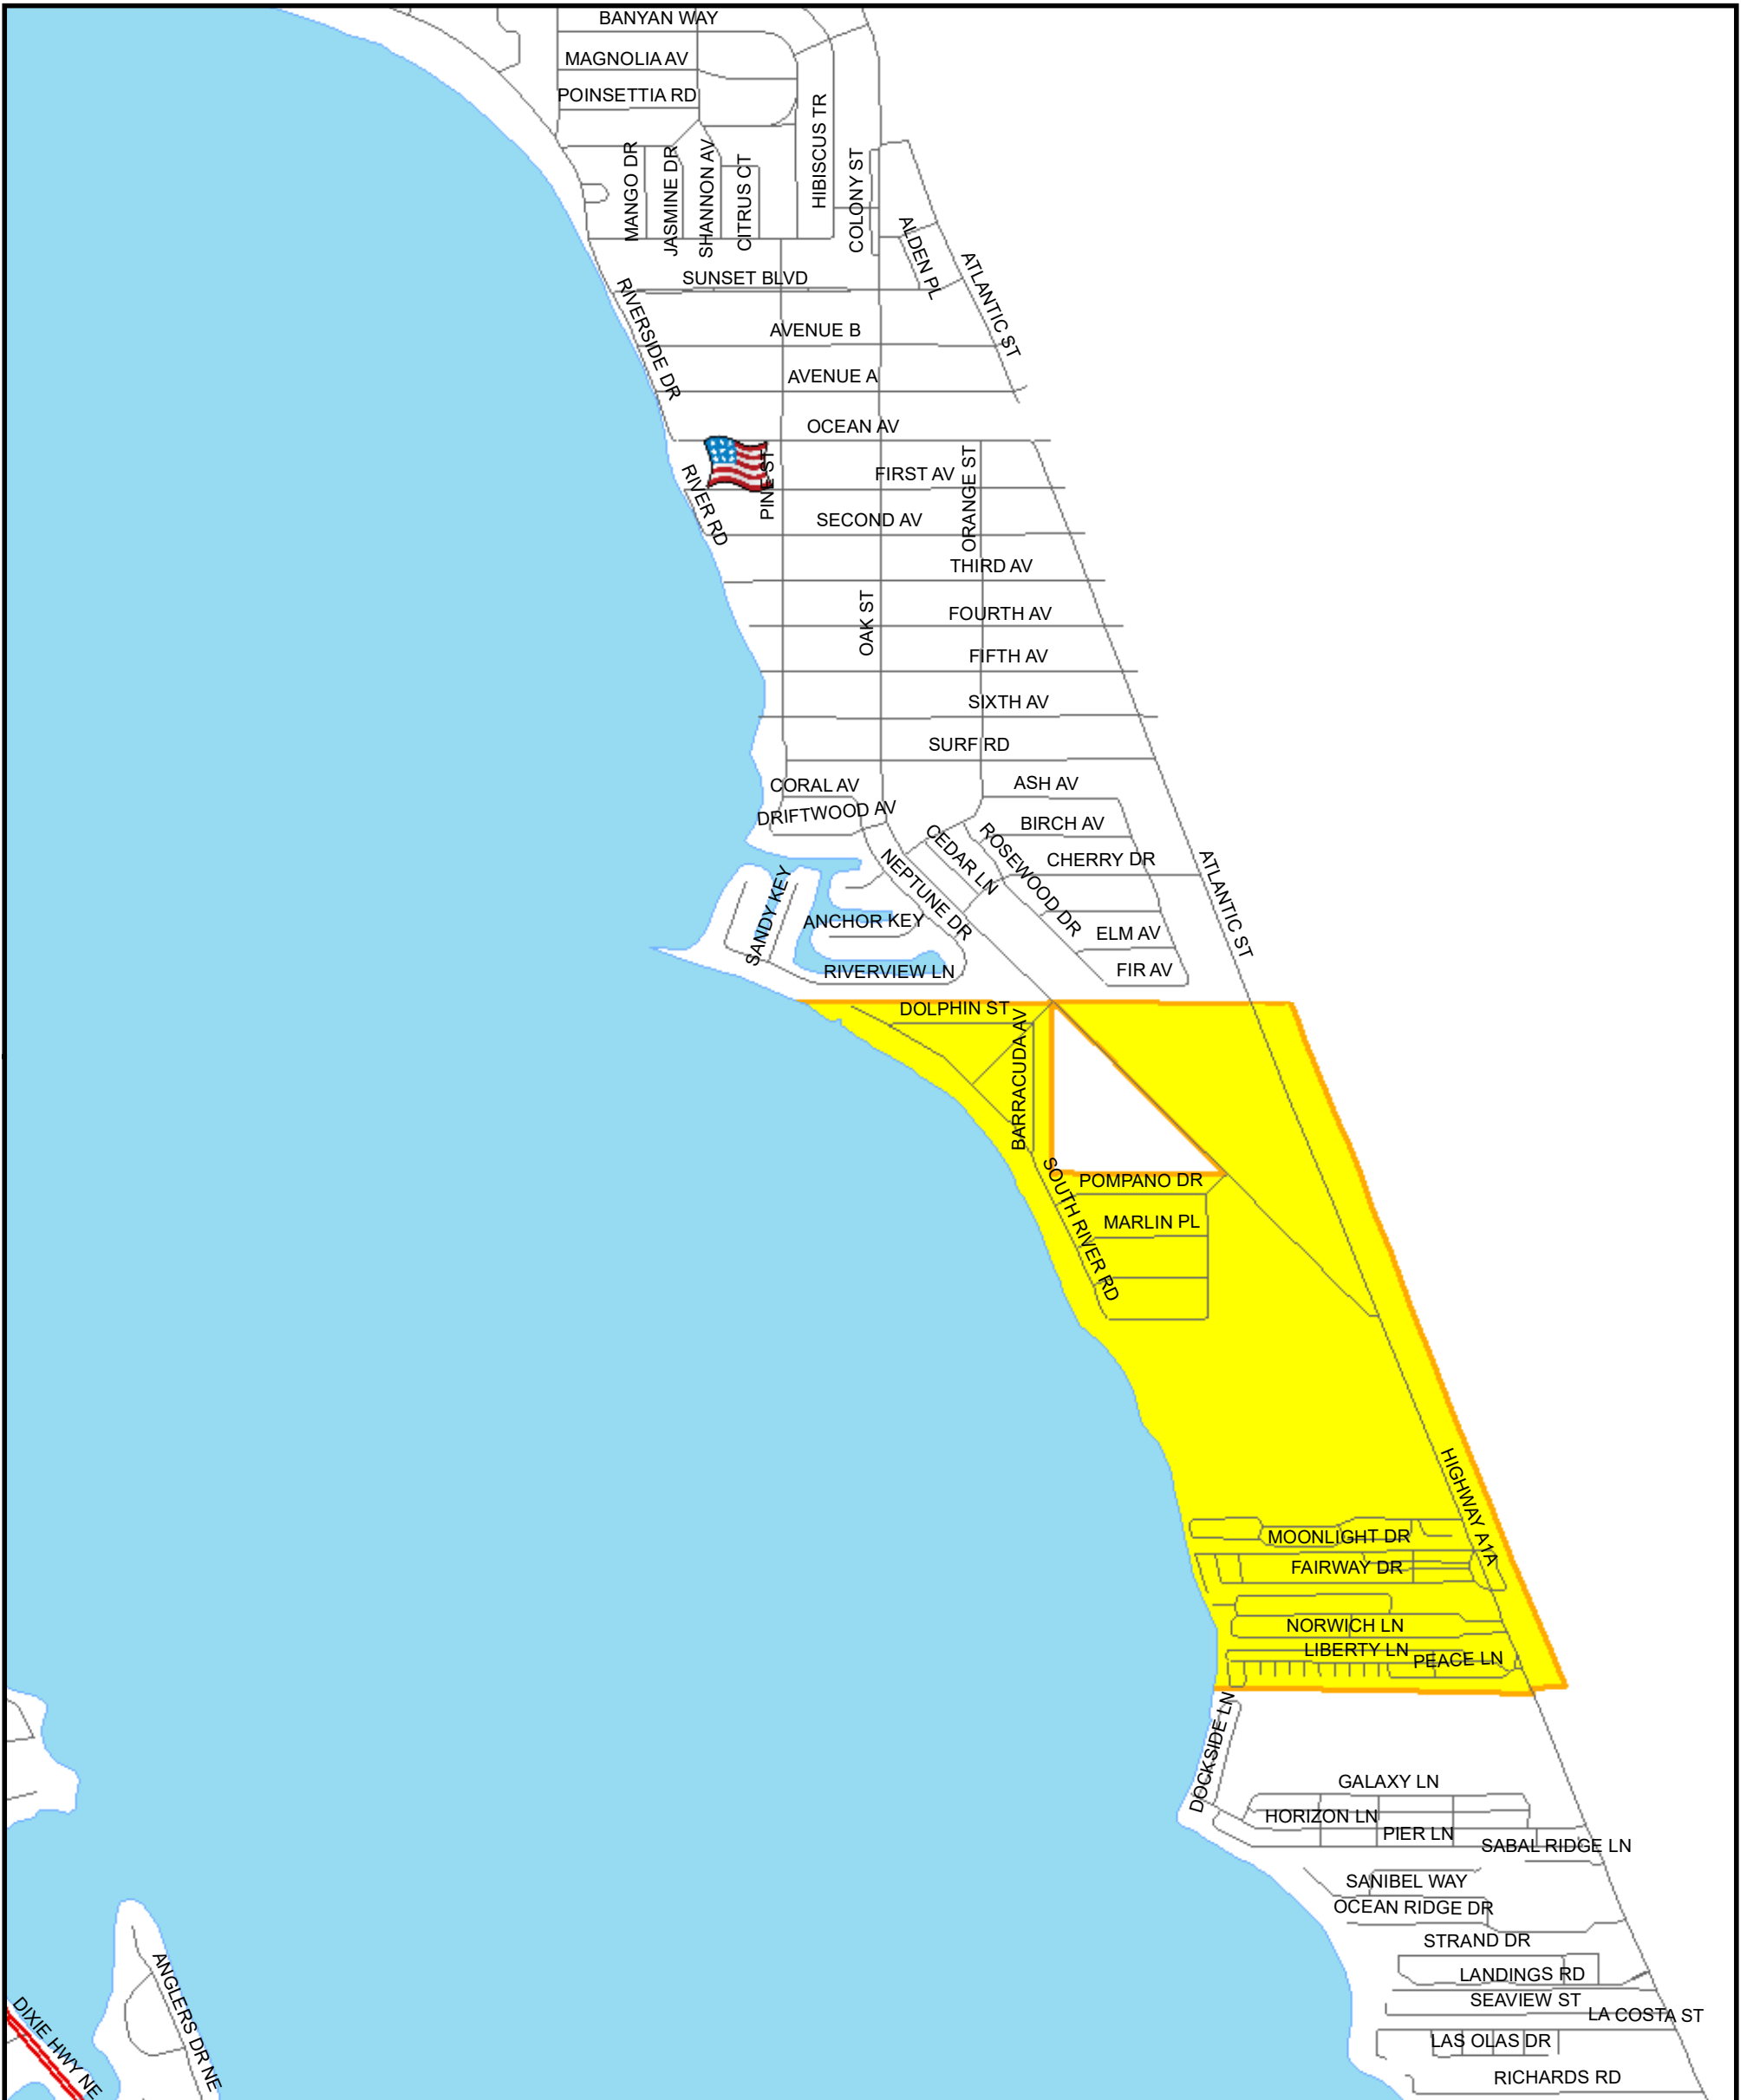 BANYAN WAY
MAGNOLIA AV
POINSETTIA RD
MANGO DR
JASMINE DR
SHANNON AV
CITRUS CT
HIBISCUS TR
COLONY ST
ALDEN PL
ATLANTIC ST
SUNSET BLVD
RIVERSIDE DR
AVENUE B
AVENUE A
OCEAN AV
PINE ST
FIRST AV
ORANGE ST
RIVER RD
SECOND AV
THIRD AV
OAK ST
FOURTH AV
FIFTH AV
SIXTH AV
SURF RD
CORAL AV
ASH AV
DRIFTWOOD AV
BIRCH AV
CEDAR LN
ROSEWOOD DR
CHERRY DR
ATLANTIC ST
NEPTUNE DR
SANDY KEY
ANCHOR KEY
ELM AV
RIVERVIEW LN
FIR AV
DOLPHIN ST
BARRACUDA AV
POMPANO DR
SOUTH RIVER RD
MARLIN PL
HIGHWAY A1A
MOONLIGHT DR
FAIRWAY DR
NORWICH LN
LIBERTY LN
PEACE LN
DOCKSIDE LN
GALAXY LN
HORIZON LN
PIER LN
SABAL RIDGE LN
SANIBEL WAY
OCEAN RIDGE DR
STRAND DR
LANDINGS RD
SEAVIEW ST
LA COSTA ST
LAS OLAS DR
RICHARDS RD
ANGLERS DR NE
DIXIE HWY NE